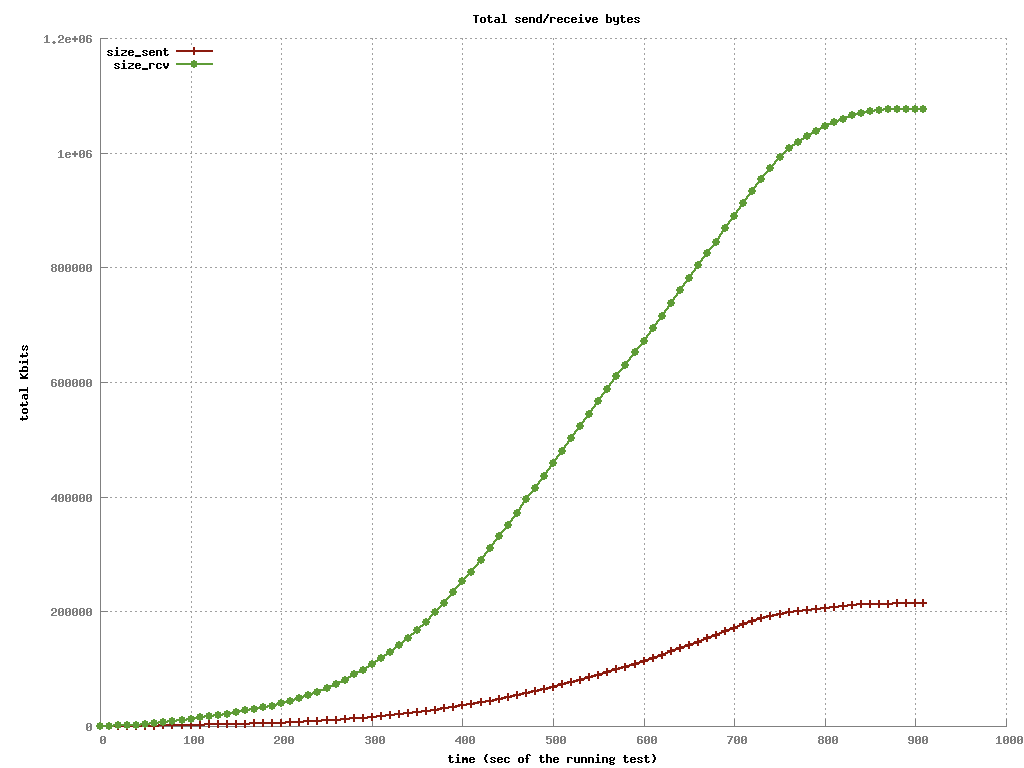 Total send/receive bytes
1.2e+06
size_sent
size_rcv
1e+06
800000
total Kbits
600000
400000
200000
0
0 100 200 300 400 500 600 700 800 900 1000
time (sec of the running test)